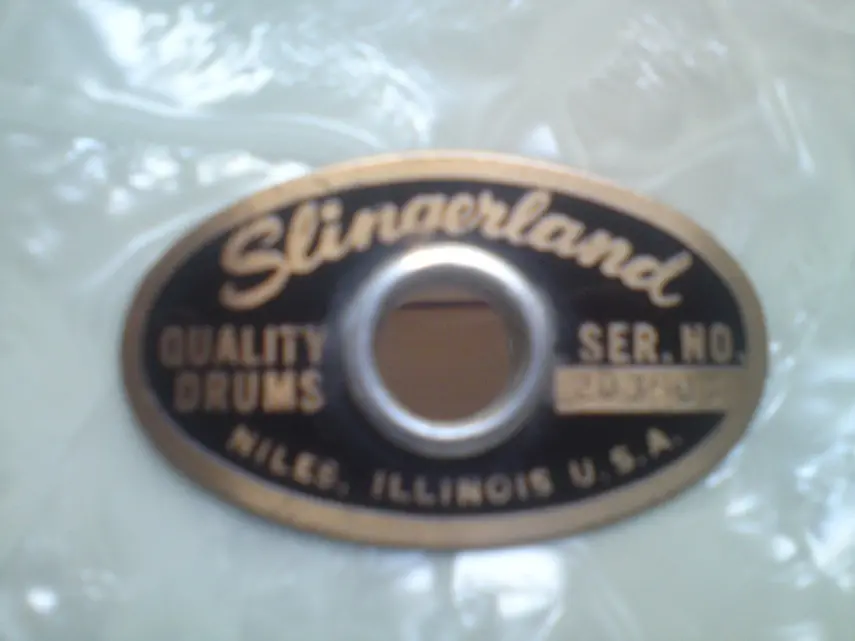 Slingerland
QUALITY
DRUMS
SER. NO.
NILES, ILLINOIS U.S.A.